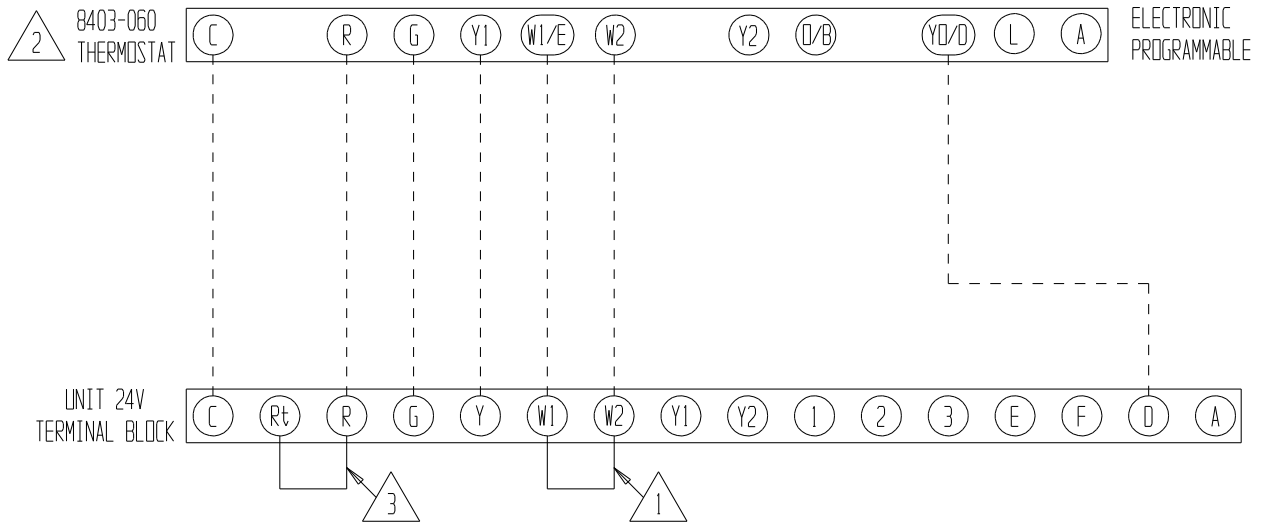 8403-060
THERMOSTAT
2
C R G Y1 W1/E W2 Y2 O/B YO/D L A
ELECTRONIC
PROGRAMMABLE
UNIT 24V
TERMINAL BLOCK
C Rt R G Y W1 W2 Y1 Y2 1 2 3 E F D A
3
1